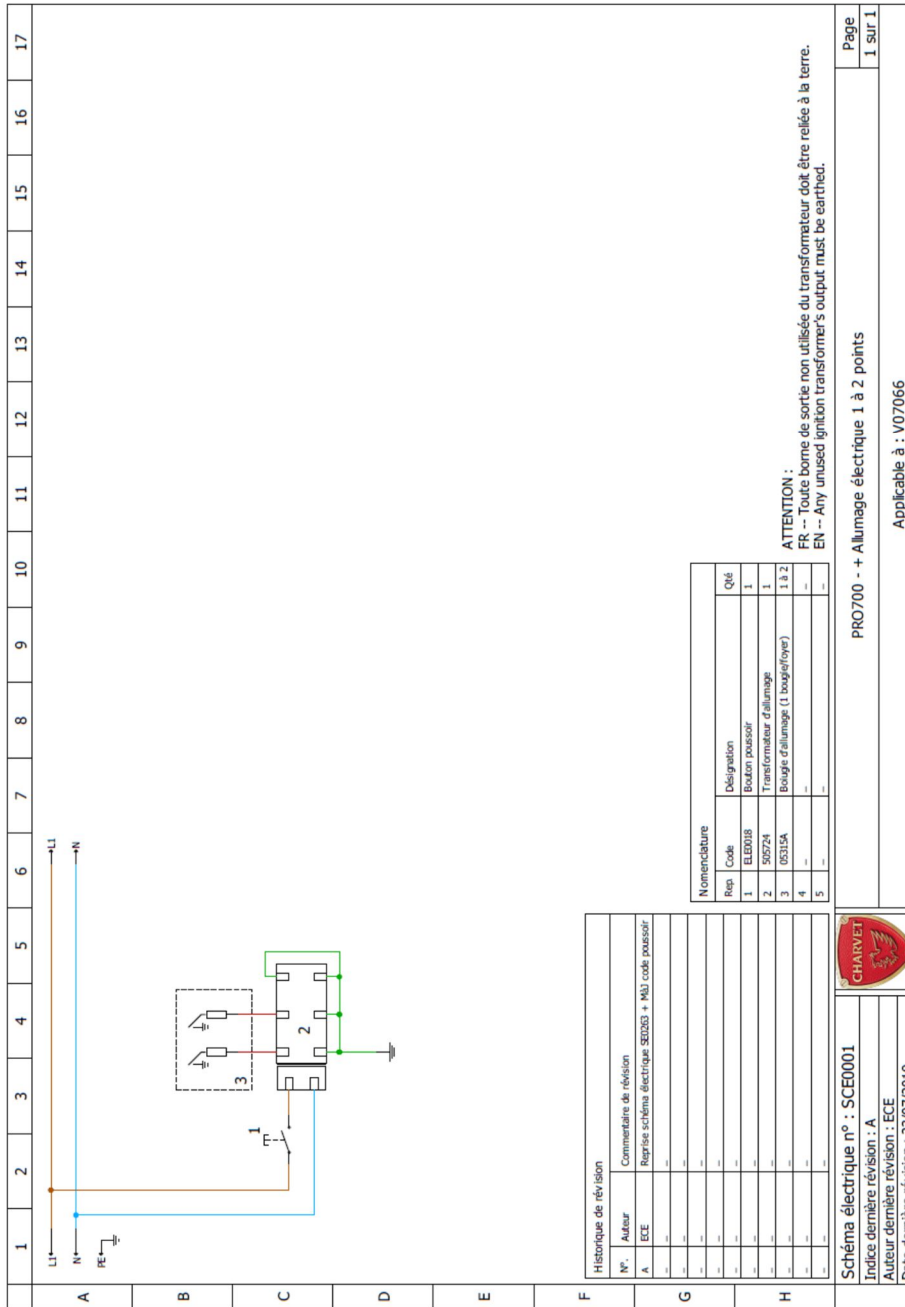 1 2 3 4 5 6 7 8 9 10 11 12 13 14 15 16 17
A
B
C
D
E
F
G
H
L1
N
PE
L1
N
1
2
3
Historique de révision
N°. Auteur Commentaire de révision
A ECE Reprise schéma électrique SE0263 + MàJ code poussoir
– – –
– – –
– – –
– – –
– – –
– – –
– – –
– – –
Nomenclature
Rep. Code Désignation Qté
1 ELE0018 Bouton poussoir 1
2 505724 Transformateur d'allumage 1
3 05315A Boiugie d'allumage (1 bougie/foyer) 1 à 2
4 – – –
5 – – –
ATTENTION :
FR -- Toute borne de sortie non utilisée du transformateur doit être reliée à la terre.
EN -- Any unused ignition transformer's output must be earthed.
Schéma électrique n° : SCE0001
Indice dernière révision : A
Auteur dernière révision : ECE
CHARVET
PRO700 - + Allumage électrique 1 à 2 points
Applicable à : V07066
Page
1 sur 1